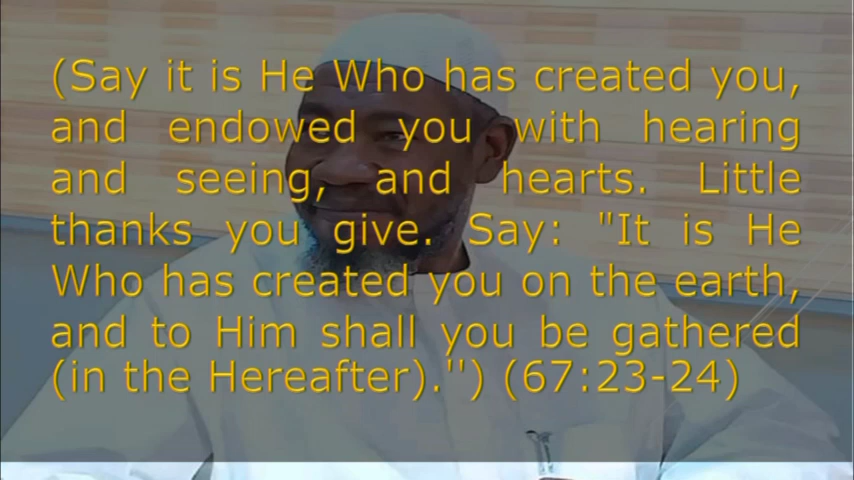 (Say it is He Who has created you,
and endowed you with hearing
and seeing, and hearts. Little
thanks you give. Say: "It is He
Who has created you on the earth,
and to Him shall you be gathered
(in the Hereafter).'') (67:23-24)